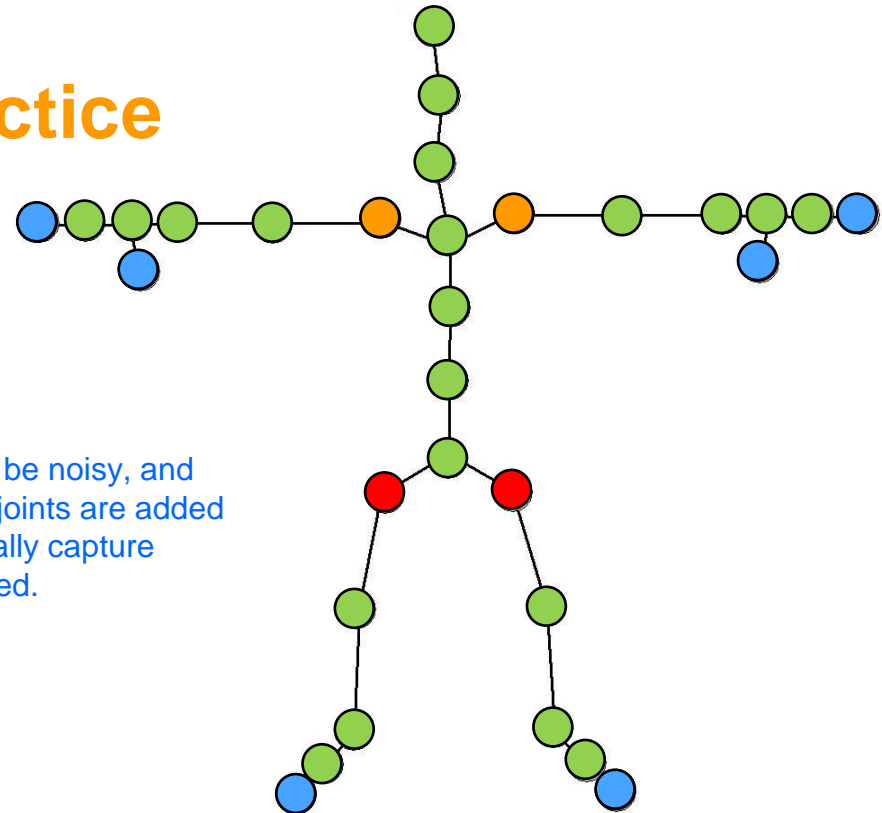 ctice
be noisy, and
joints are added
ally capture
ed.